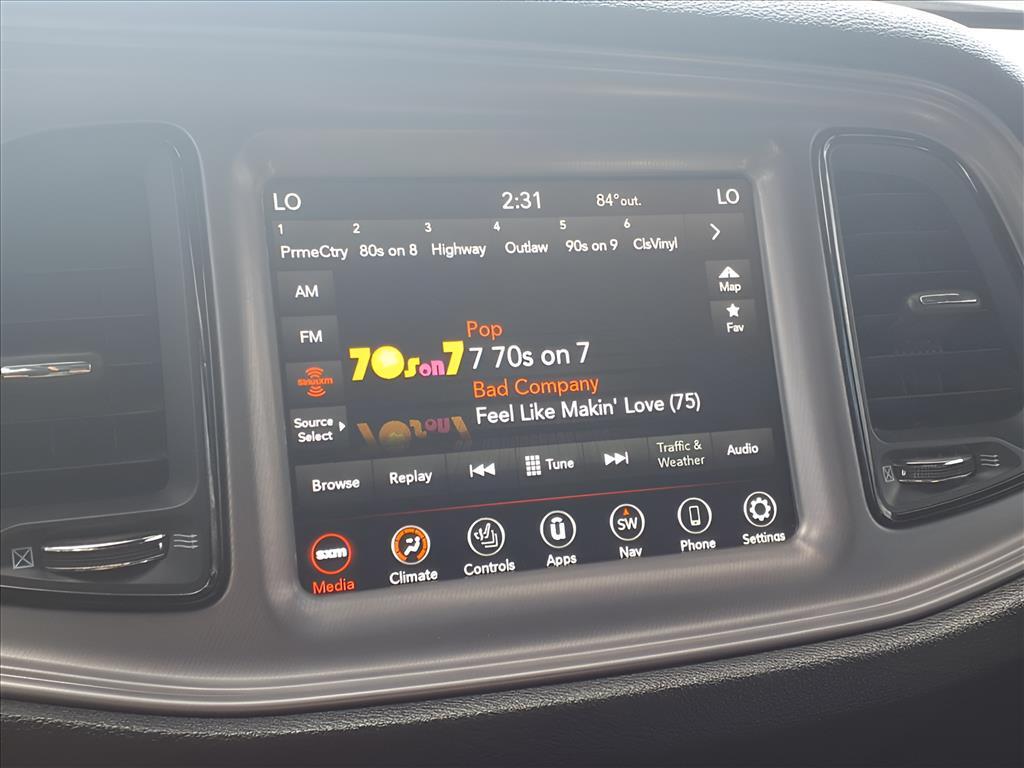 LO 2:31 84° out. LO
1 2 3 4 5 6
PrmeCtry 80s on 8 Highway Outlaw 90s on 9 ClsVinyl
AM
Map
FM
Fav
Pop
70s on 7 7 70s on 7
SiriusXM
Bad Company
Feel Like Makin' Love (75)
Source
Select
Browse Replay Tune Traffic &
Weather Audio
sxm SW
Media Climate Controls Apps Nav Phone Settings